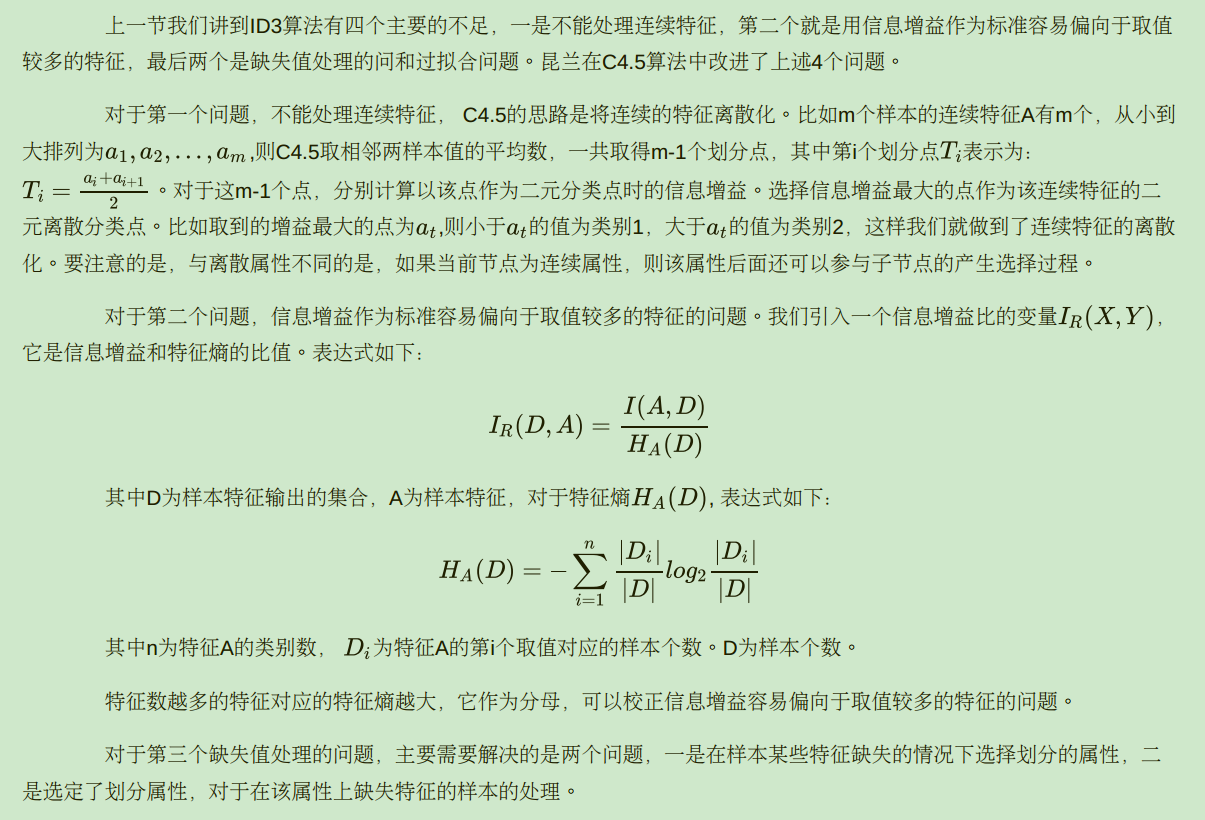 上一节我们讲到ID3算法有四个主要的不足，一是不能处理连续特征，第二个就是用信息增益作为标准容易偏向于取值
较多的特征，最后两个是缺失值处理的问和过拟合问题。昆兰在C4.5算法中改进了上述4个问题。
对于第一个问题，不能处理连续特征， C4.5的思路是将连续的特征离散化。比如m个样本的连续特征A有m个，从小到
大排列为a₁,a₂,...,aₘ,则C4.5取相邻两样本值的平均数，一共取得m-1个划分点，其中第i个划分点Tᵢ表示为：
Tᵢ = (aᵢ+aᵢ₊₁)/2 。对于这m-1个点，分别计算以该点作为二元分类点时的信息增益。选择信息增益最大的点作为该连续特征的二
元离散分类点。比如取到的增益最大的点为aₜ,则小于aₜ的值为类别1，大于aₜ的值为类别2，这样我们就做到了连续特征的离散
化。要注意的是，与离散属性不同的是，如果当前节点为连续属性，则该属性后面还可以参与子节点的产生选择过程。
对于第二个问题，信息增益作为标准容易偏向于取值较多的特征的问题。我们引入一个信息增益比的变量I_R(X,Y)，
它是信息增益和特征熵的比值。表达式如下：
I_R(D,A) = I(A,D)/H_A(D)
其中D为样本特征输出的集合，A为样本特征，对于特征熵H_A(D), 表达式如下：
H_A(D) = −∑_{i=1}^{n} |Dᵢ|/|D| log₂ |Dᵢ|/|D|
其中n为特征A的类别数， Dᵢ为特征A的第i个取值对应的样本个数。D为样本个数。
特征数越多的特征对应的特征熵越大，它作为分母，可以校正信息增益容易偏向于取值较多的特征的问题。
对于第三个缺失值处理的问题，主要需要解决的是两个问题，一是在样本某些特征缺失的情况下选择划分的属性，二
是选定了划分属性，对于在该属性上缺失特征的样本的处理。